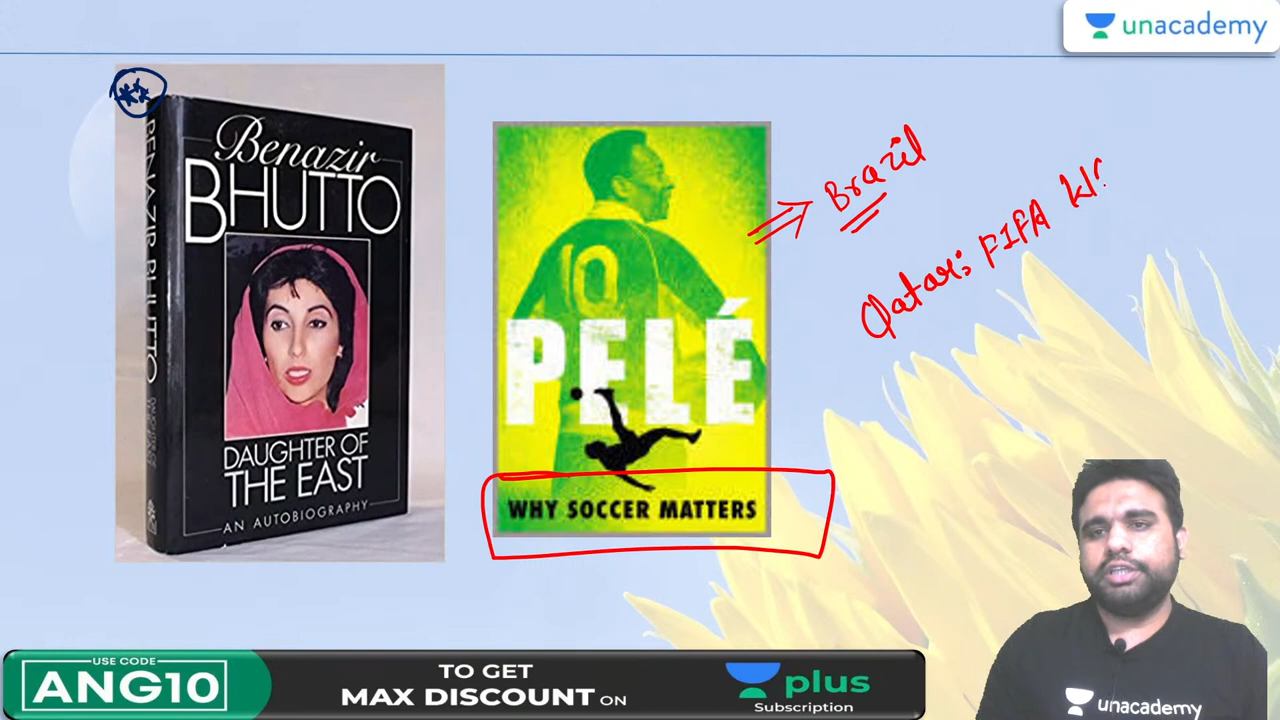 unacademy
Benazir
BHUTTO
BENAZIR BHUTTO
DAUGHTER OF
THE EAST
AN AUTOBIOGRAPHY
10
PELÉ
WHY SOCCER MATTERS
Brazil
Qatar: FIFA
USE CODE
ANG10
TO GET
MAX DISCOUNT ON
plus
Subscription
unacademy